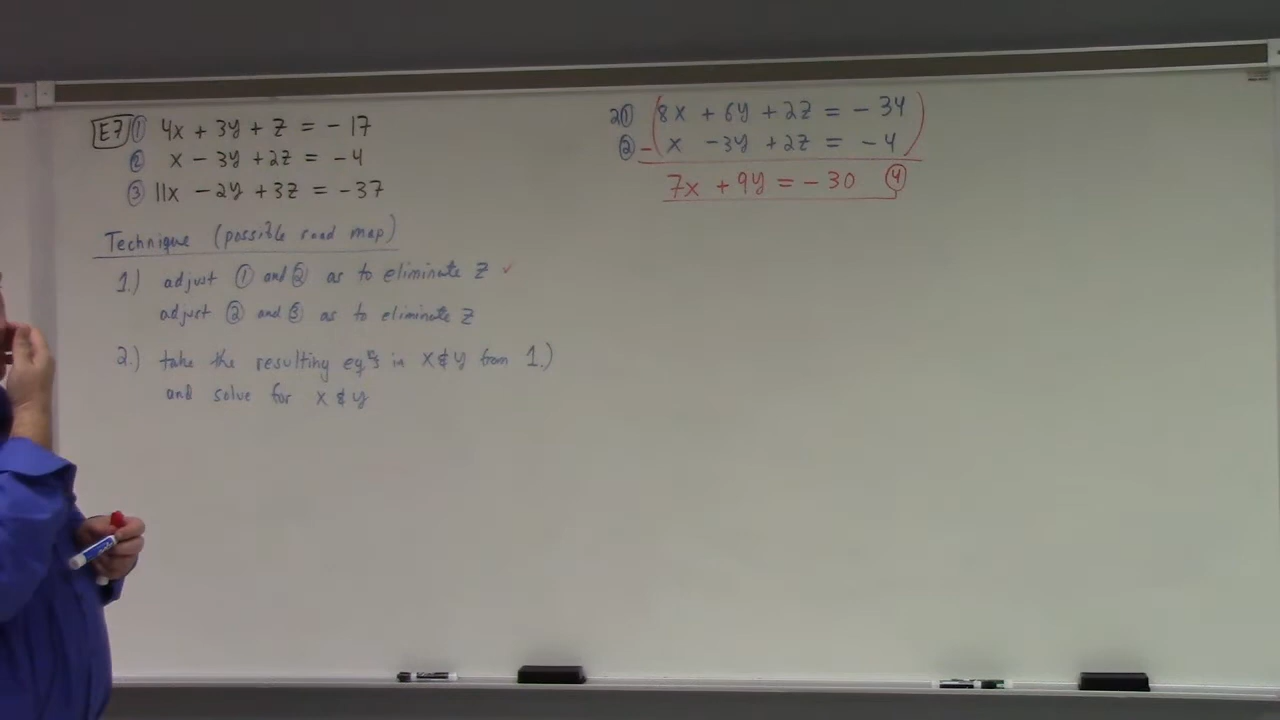 E7 ① 4x + 3y + z = - 17
② x - 3y + 2z = - 4
③ 11x - 2y + 3z = - 37
Technique (possible road map)
1.) adjust ① and ② as to eliminate z ✓
adjust ② and ③ as to eliminate z
2.) take the resulting eqⁿs in x & y from 1.)
and solve for x & y
2① (8x + 6y + 2z = - 34)
② - (x - 3y + 2z = - 4)
7x + 9y = - 30 ④